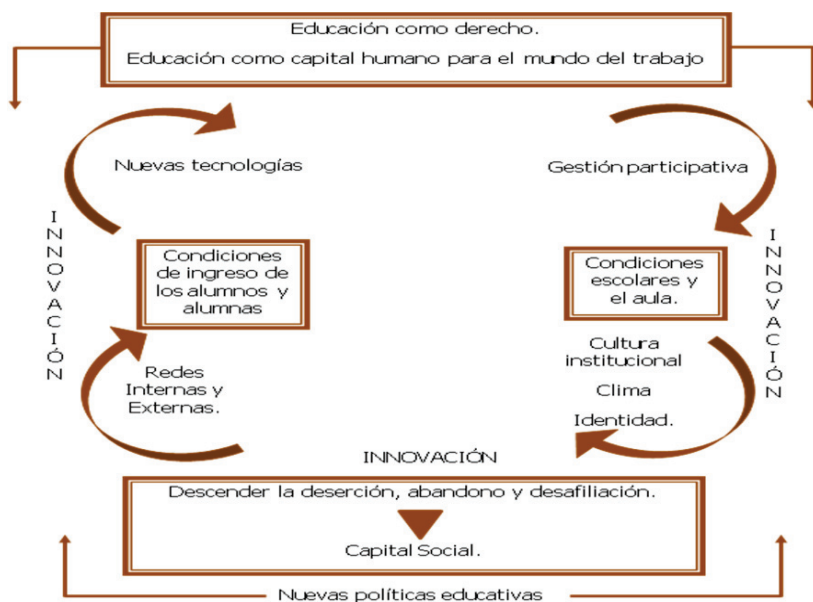 Educación como derecho.
Educación como capital humano para el mundo del trabajo
Nuevas tecnologías
Gestión participativa
INNOVACIÓN
Condiciones
de ingreso de
los alumnos y
alumnas
Condiciones
escolares y
el aula.
INNOVACIÓN
Redes
Internas y
Externas.
Cultura
institucional
Clima
Identidad.
INNOVACIÓN
Descender la deserción, abandono y desafiliación.
Capital Social.
Nuevas políticas educativas